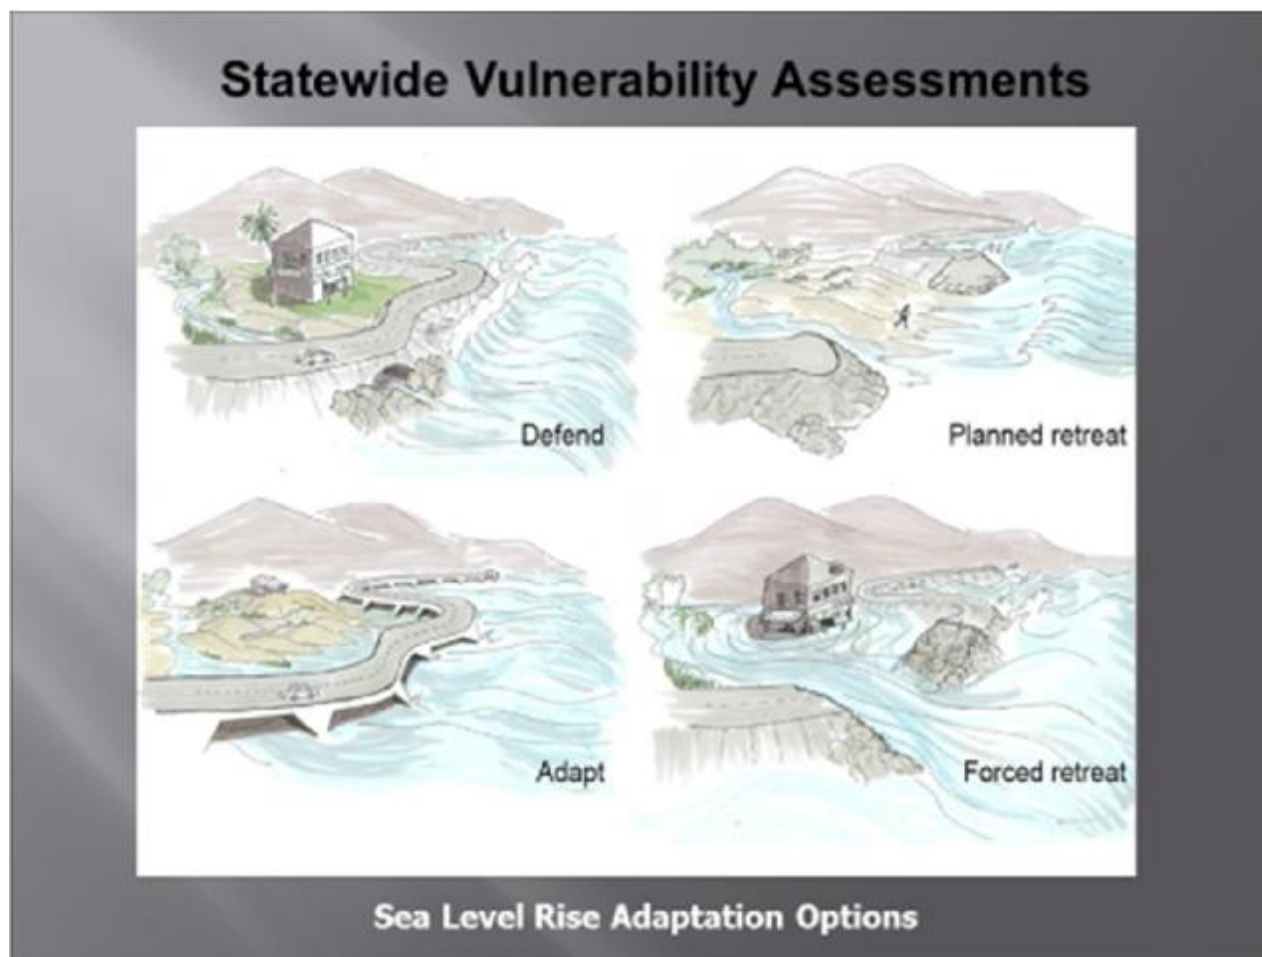 Statewide Vulnerability Assessments
Defend
Planned retreat
Adapt
Forced retreat
Sea Level Rise Adaptation Options